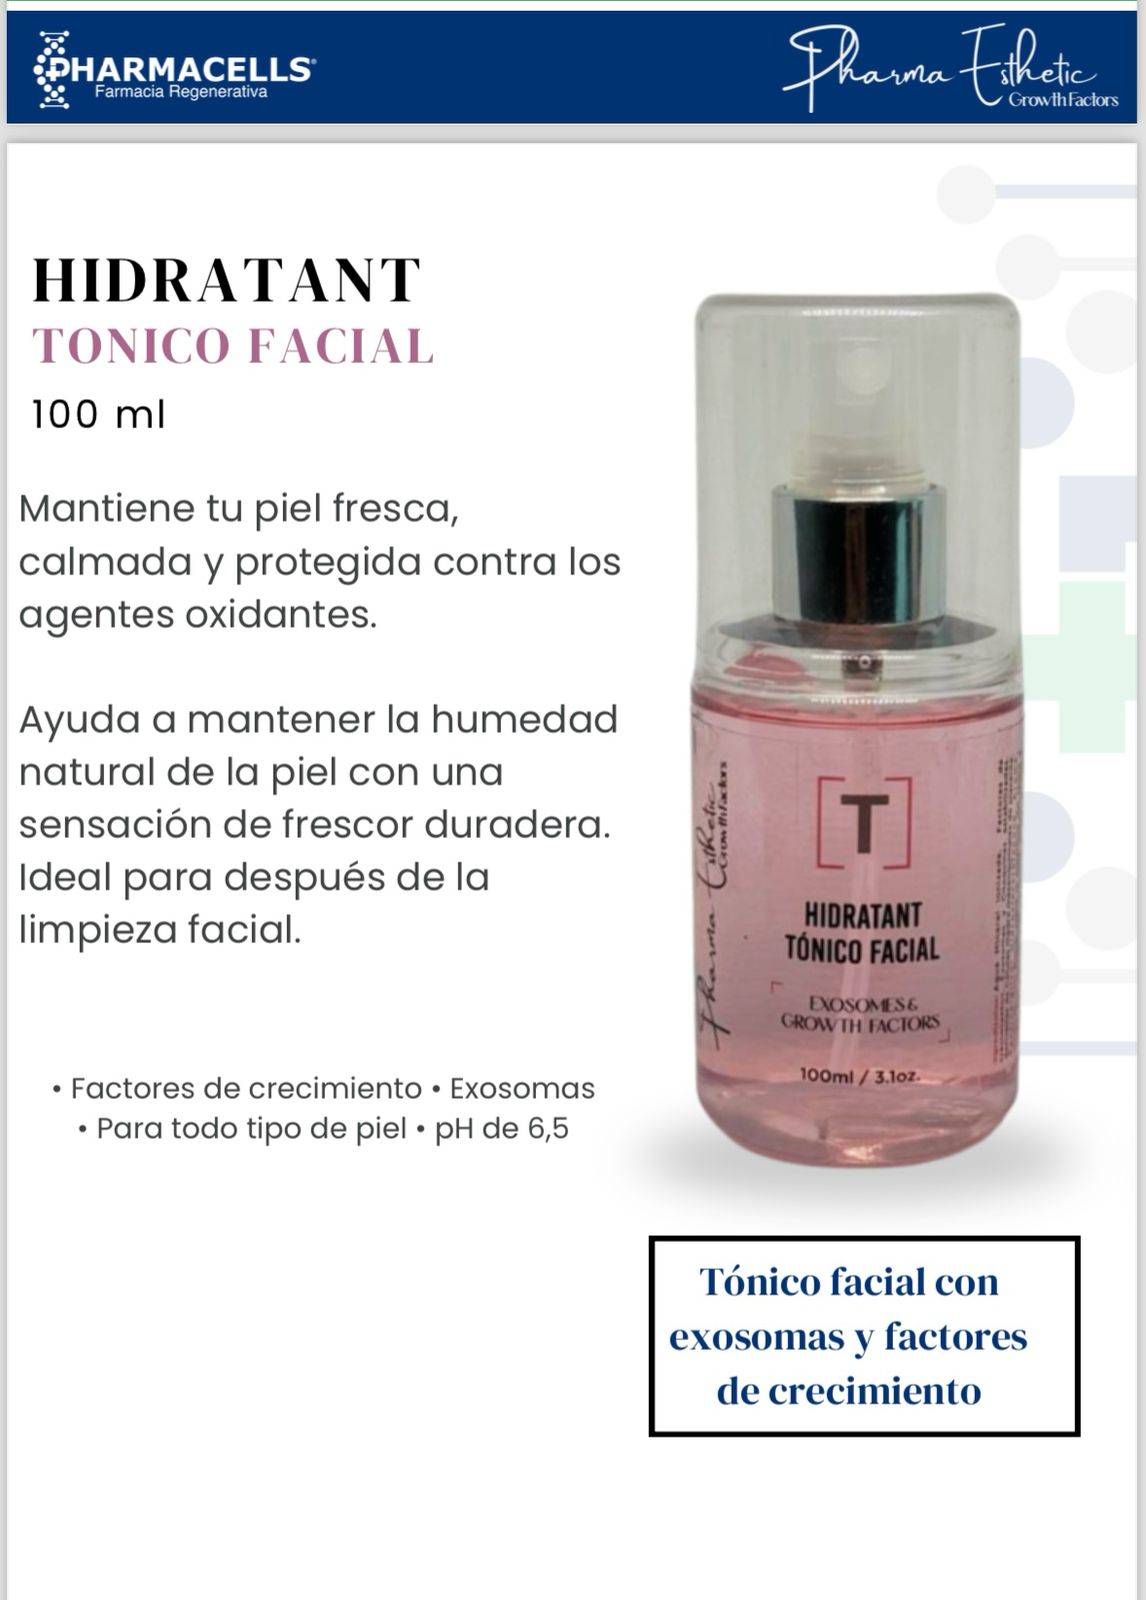 PHARMACELLS®
Farmacia Regenerativa
Pharma Esthetic
Growth Factors
HIDRATANT
TONICO FACIAL
100 ml
Mantiene tu piel fresca,
calmada y protegida contra los
agentes oxidantes.
Ayuda a mantener la humedad
natural de la piel con una
sensación de frescor duradera.
Ideal para después de la
limpieza facial.
• Factores de crecimiento • Exosomas
• Para todo tipo de piel • pH de 6,5
Pharma Esthetic
Growth Factors
[T]
HIDRATANT
TÓNICO FACIAL
EXOSOMES &
GROWTH FACTORS
100ml / 3.1oz.
Tónico facial con
exosomas y factores
de crecimiento